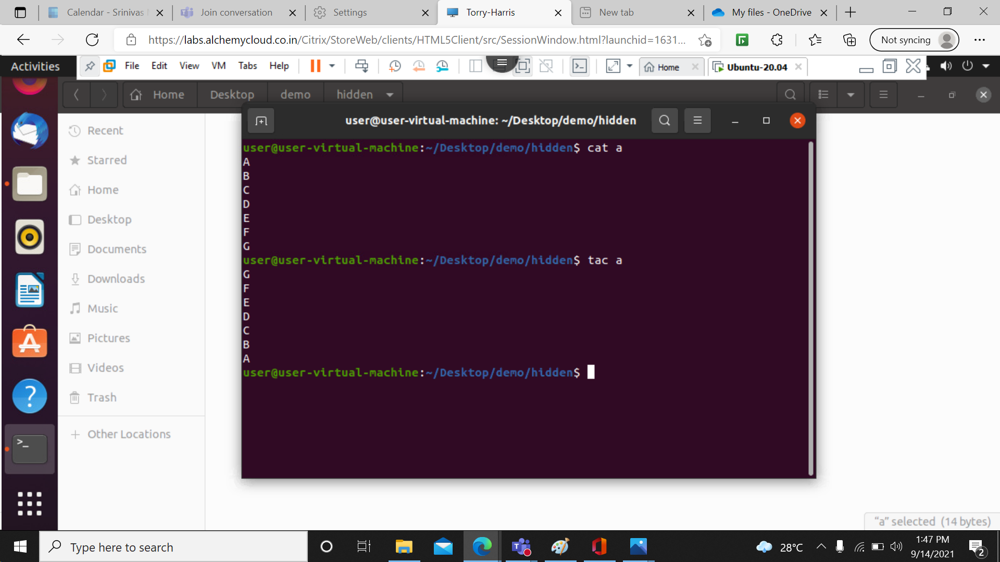 Calendar - Srinivas
Join conversation
Settings
Torry-Harris
New tab
My files - OneDrive
https://labs.alchemycloud.co.in/Citrix/StoreWeb/clients/HTML5Client/src/SessionWindow.html?launchid=1631...
Not syncing
Activities
File Edit View VM Tabs Help
Home
Ubuntu-20.04
Home Desktop demo hidden
user@user-virtual-machine: ~/Desktop/demo/hidden
Recent
Starred
Home
Desktop
Documents
Downloads
Music
Pictures
Videos
Trash
Other Locations
user@user-virtual-machine:~/Desktop/demo/hidden$ cat a
A
B
C
D
E
F
G
user@user-virtual-machine:~/Desktop/demo/hidden$ tac a
G
F
E
D
C
B
A
user@user-virtual-machine:~/Desktop/demo/hidden$
"a" selected (14 bytes)
Type here to search
28°C
1:47 PM
9/14/2021
2